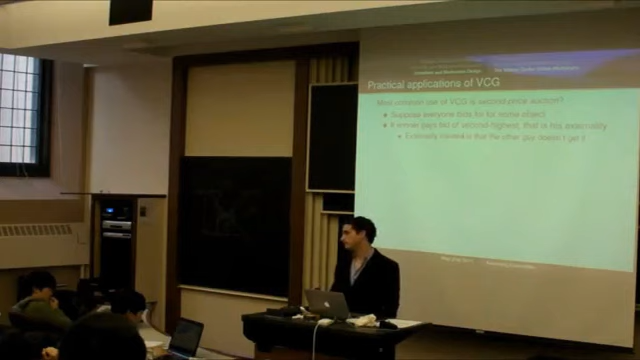 Practical applications of VCG
Most common use of VCG is second-price auction?
Suppose everyone bids for for some object
If winner pays bid of second-highest, that is his externality
Externality created is that the other guy doesn't get it